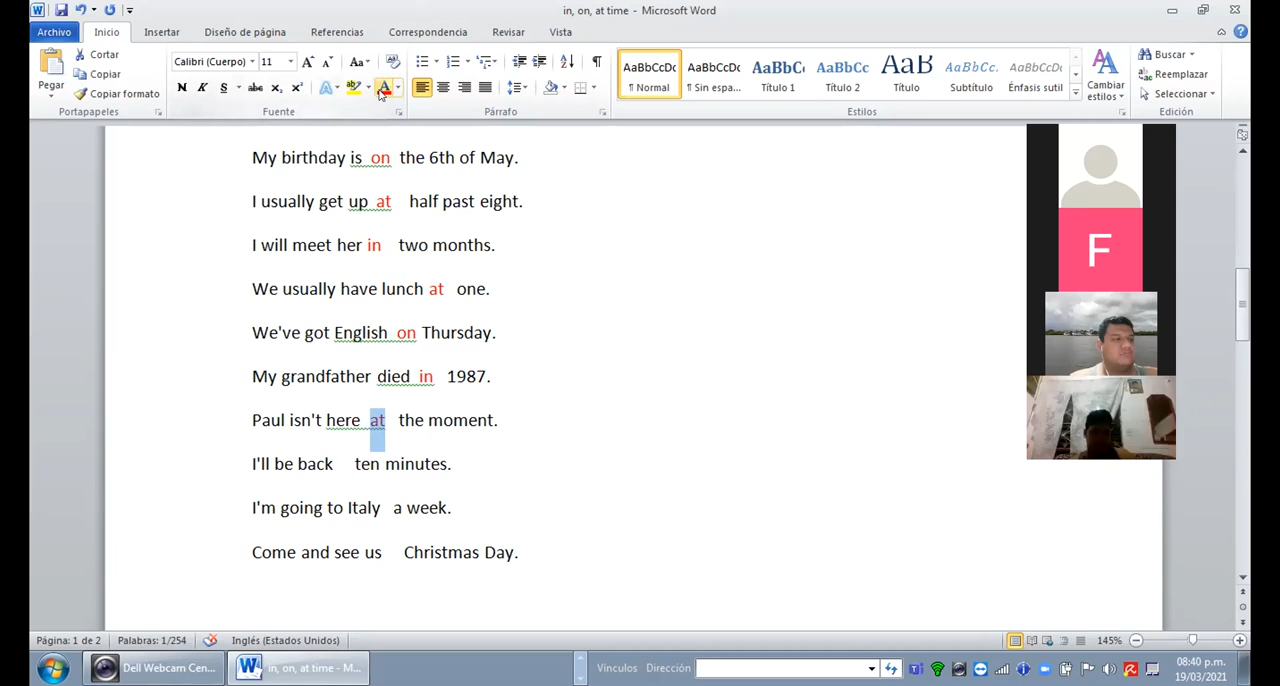 in, on, at time - Microsoft Word
Archivo Inicio Insertar Diseño de página Referencias Correspondencia Revisar Vista
Pegar
Cortar
Copiar
Copiar formato
Portapapeles
Calibri (Cuerpo) 11
Fuente
Párrafo
AaBbCcDc AaBbCcDc AaBbC AaBbCc AaB AaBbCc. AaBbCcDc
¶ Normal ¶ Sin espa... Título 1 Título 2 Título Subtítulo Énfasis sutil
Estilos
Cambiar
estilos
Buscar
Reemplazar
Seleccionar
Edición
My birthday is on the 6th of May.
I usually get up at half past eight.
I will meet her in two months.
We usually have lunch at one.
We've got English on Thursday.
My grandfather died in 1987.
Paul isn't here at the moment.
I'll be back ten minutes.
I'm going to Italy a week.
Come and see us Christmas Day.
F
Página: 1 de 2 Palabras: 1/254 Inglés (Estados Unidos) 145%
Dell Webcam Cen... in, on, at time - M... Vínculos Dirección
08:40 p.m.
19/03/2021